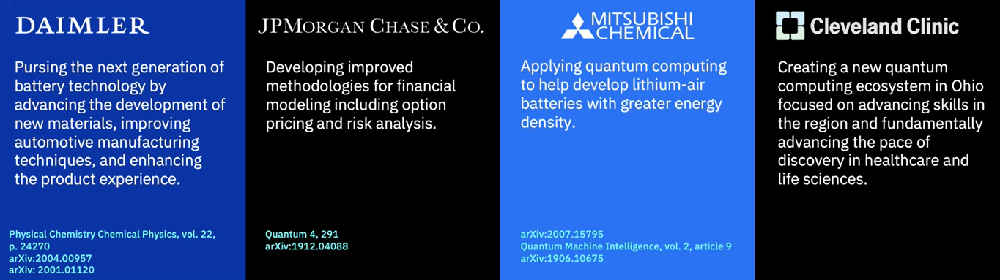 DAIMLER
Pursing the next generation of
battery technology by
advancing the development of
new materials, improving
automotive manufacturing
techniques, and enhancing
the product experience.
Physical Chemistry Chemical Physics, vol. 22,
p. 24270
arXiv:2004.00957
arXiv: 2001.01120
JPMORGAN CHASE & CO.
Developing improved
methodologies for financial
modeling including option
pricing and risk analysis.
Quantum 4, 291
arXiv:1912.04088
MITSUBISHI
CHEMICAL
Applying quantum computing
to help develop lithium-air
batteries with greater energy
density.
arXiv:2007.15795
Quantum Machine Intelligence, vol. 2, article 9
arXiv:1906.10675
Cleveland Clinic
Creating a new quantum
computing ecosystem in Ohio
focused on advancing skills in
the region and fundamentally
advancing the pace of
discovery in healthcare and
life sciences.